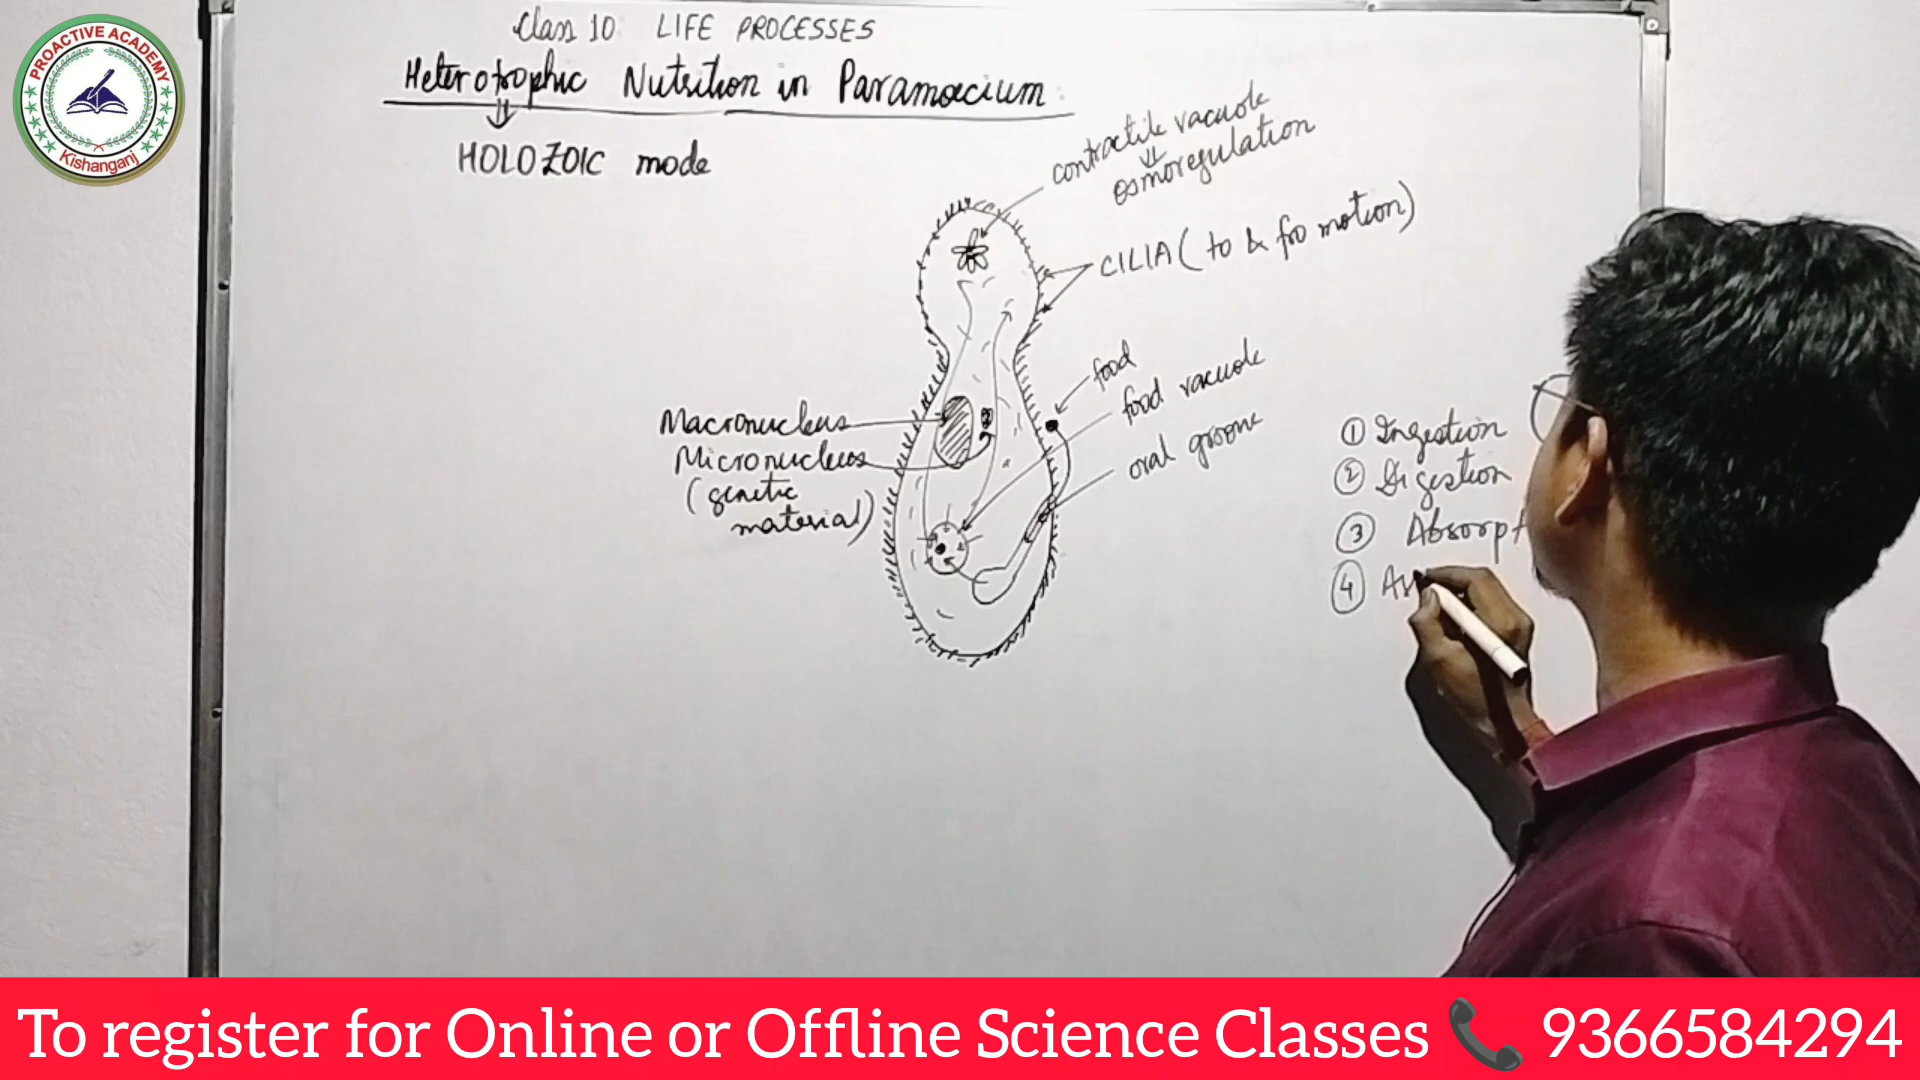 PROACTIVE ACADEMY
Kishanganj
Class 10 LIFE PROCESSES
Heterotrophic Nutrition in Paramoecium
HOLOZOIC mode
contractile vacuole
osmoregulation
CILIA ( to & fro motion)
food
food vacuole
oral groove
Macronucleus
Micronucleus
(genetic
material)
① Ingestion
② Digestion
③ Absorpt
④ As
To register for Online or Offline Science Classes 📞 9366584294